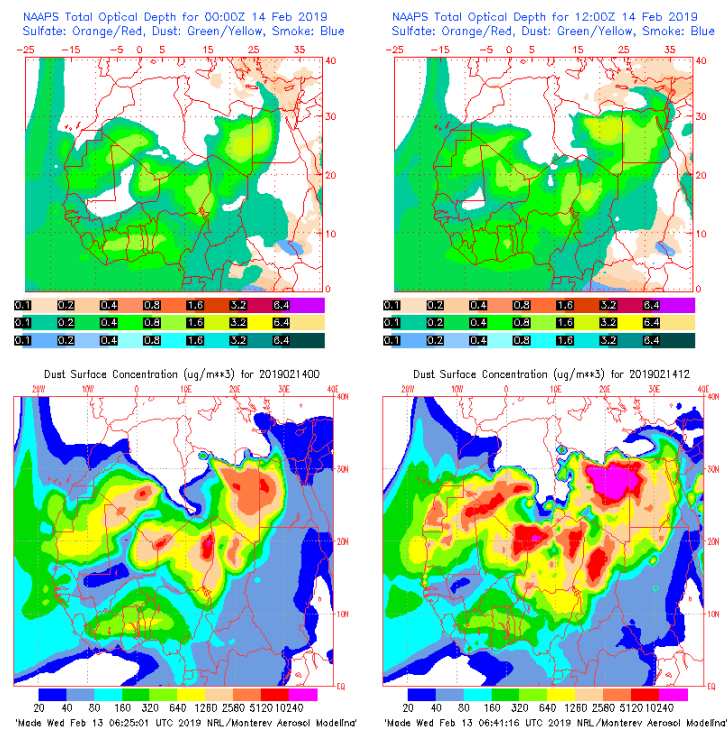 NAAPS Total Optical Depth for 00:00Z 14 Feb 2019
Sulfate: Orange/Red, Dust: Green/Yellow, Smoke: Blue
-25 -15 -5 0 5 15 25 35
40
30
20
10
0
0.1 0.2 0.4 0.8 1.6 3.2 6.4
0.1 0.2 0.4 0.8 1.6 3.2 6.4
0.1 0.2 0.4 0.8 1.6 3.2 6.4
NAAPS Total Optical Depth for 12:00Z 14 Feb 2019
Sulfate: Orange/Red, Dust: Green/Yellow, Smoke: Blue
-25 -15 -5 0 5 15 25 35
40
30
20
10
0
0.1 0.2 0.4 0.8 1.6 3.2 6.4
0.1 0.2 0.4 0.8 1.6 3.2 6.4
0.1 0.2 0.4 0.8 1.6 3.2 6.4
Dust Surface Concentration (ug/m**3) for 2019021400
20W 10W 0 10E 20E 30E 40E
40N
30N
20N
10N
EQ
20 40 80 160 320 640 1280 2560 5120 10240
'Made Wed Feb 13 06:25:01 UTC 2019 NRL/Monterey Aerosol Modeling'
Dust Surface Concentration (ug/m**3) for 2019021412
20W 10W 0 10E 20E 30E 40E
40N
30N
20N
10N
EQ
20 40 80 160 320 640 1280 2560 5120 10240
'Made Wed Feb 13 06:41:16 UTC 2019 NRL/Monterey Aerosol Modeling'